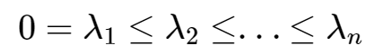 0 = λ₁ ≤ λ₂ ≤…≤ λₙ